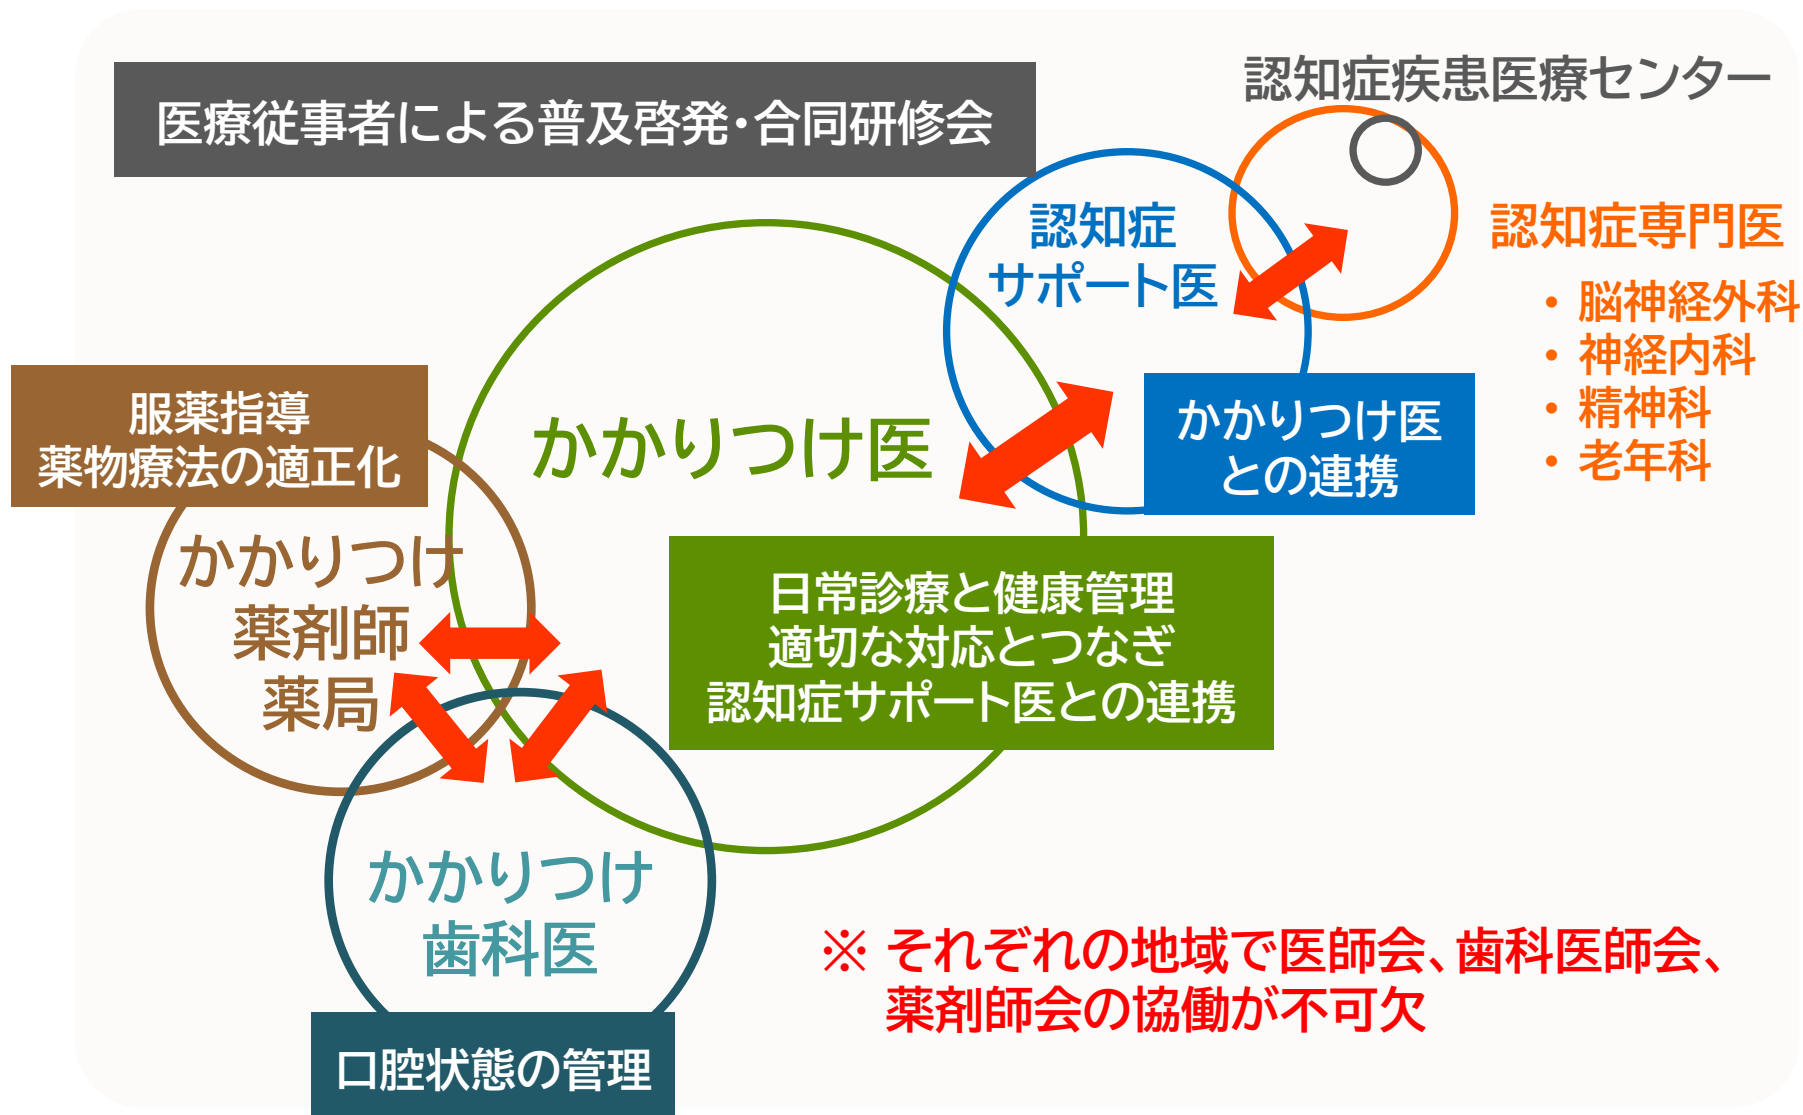 医療従事者による普及啓発・合同研修会
認知症疾患医療センター
認知症
サポート医
認知症専門医
・脳神経外科
・神経内科
・精神科
・老年科
かかりつけ医
との連携
かかりつけ医
日常診療と健康管理
適切な対応とつなぎ
認知症サポート医との連携
服薬指導
薬物療法の適正化
かかりつけ
薬剤師
薬局
かかりつけ
歯科医
口腔状態の管理
※ それぞれの地域で医師会、歯科医師会、
薬剤師会の協働が不可欠